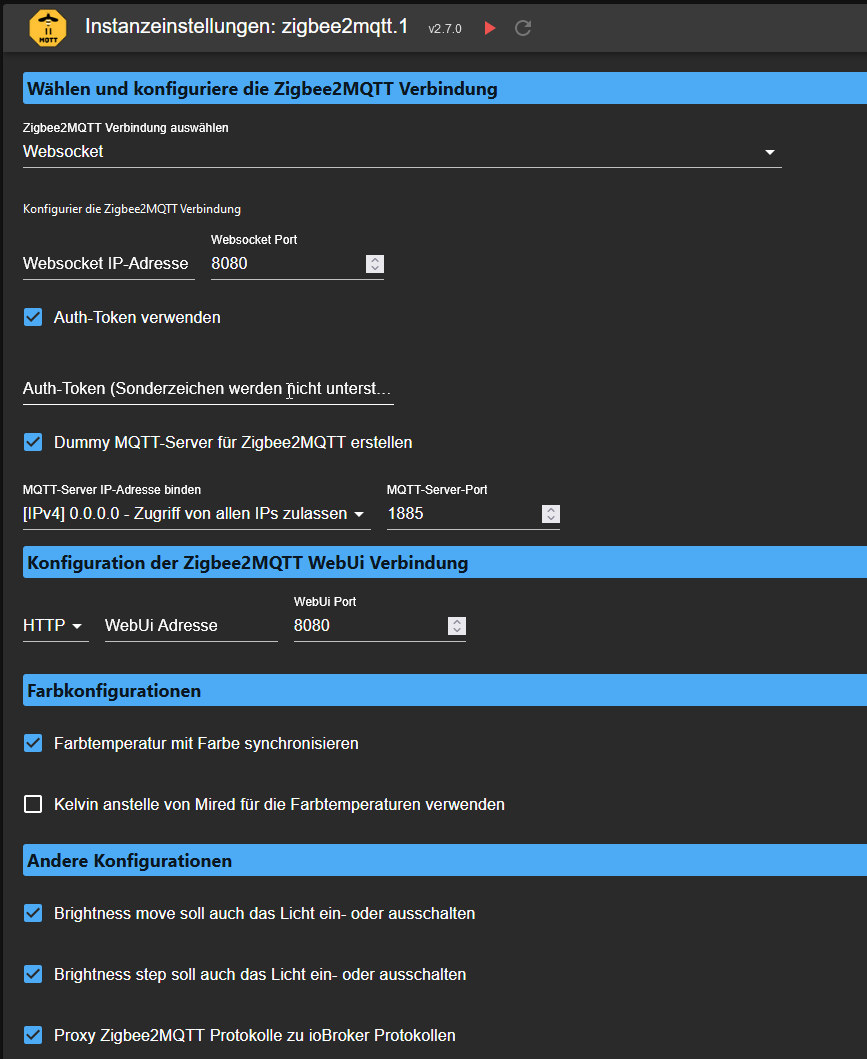 MQTT
Instanzeinstellungen: zigbee2mqtt.1 v2.7.0
Wählen und konfiguriere die Zigbee2MQTT Verbindung
Zigbee2MQTT Verbindung auswählen
Websocket
Konfigurier die Zigbee2MQTT Verbindung
Websocket Port
Websocket IP-Adresse 8080
Auth-Token verwenden
Auth-Token (Sonderzeichen werden nicht unterst...
Dummy MQTT-Server für Zigbee2MQTT erstellen
MQTT-Server IP-Adresse binden MQTT-Server-Port
[IPv4] 0.0.0.0 - Zugriff von allen IPs zulassen 1885
Konfiguration der Zigbee2MQTT WebUi Verbindung
WebUi Port
HTTP WebUi Adresse 8080
Farbkonfigurationen
Farbtemperatur mit Farbe synchronisieren
Kelvin anstelle von Mired für die Farbtemperaturen verwenden
Andere Konfigurationen
Brightness move soll auch das Licht ein- oder ausschalten
Brightness step soll auch das Licht ein- oder ausschalten
Proxy Zigbee2MQTT Protokolle zu ioBroker Protokollen